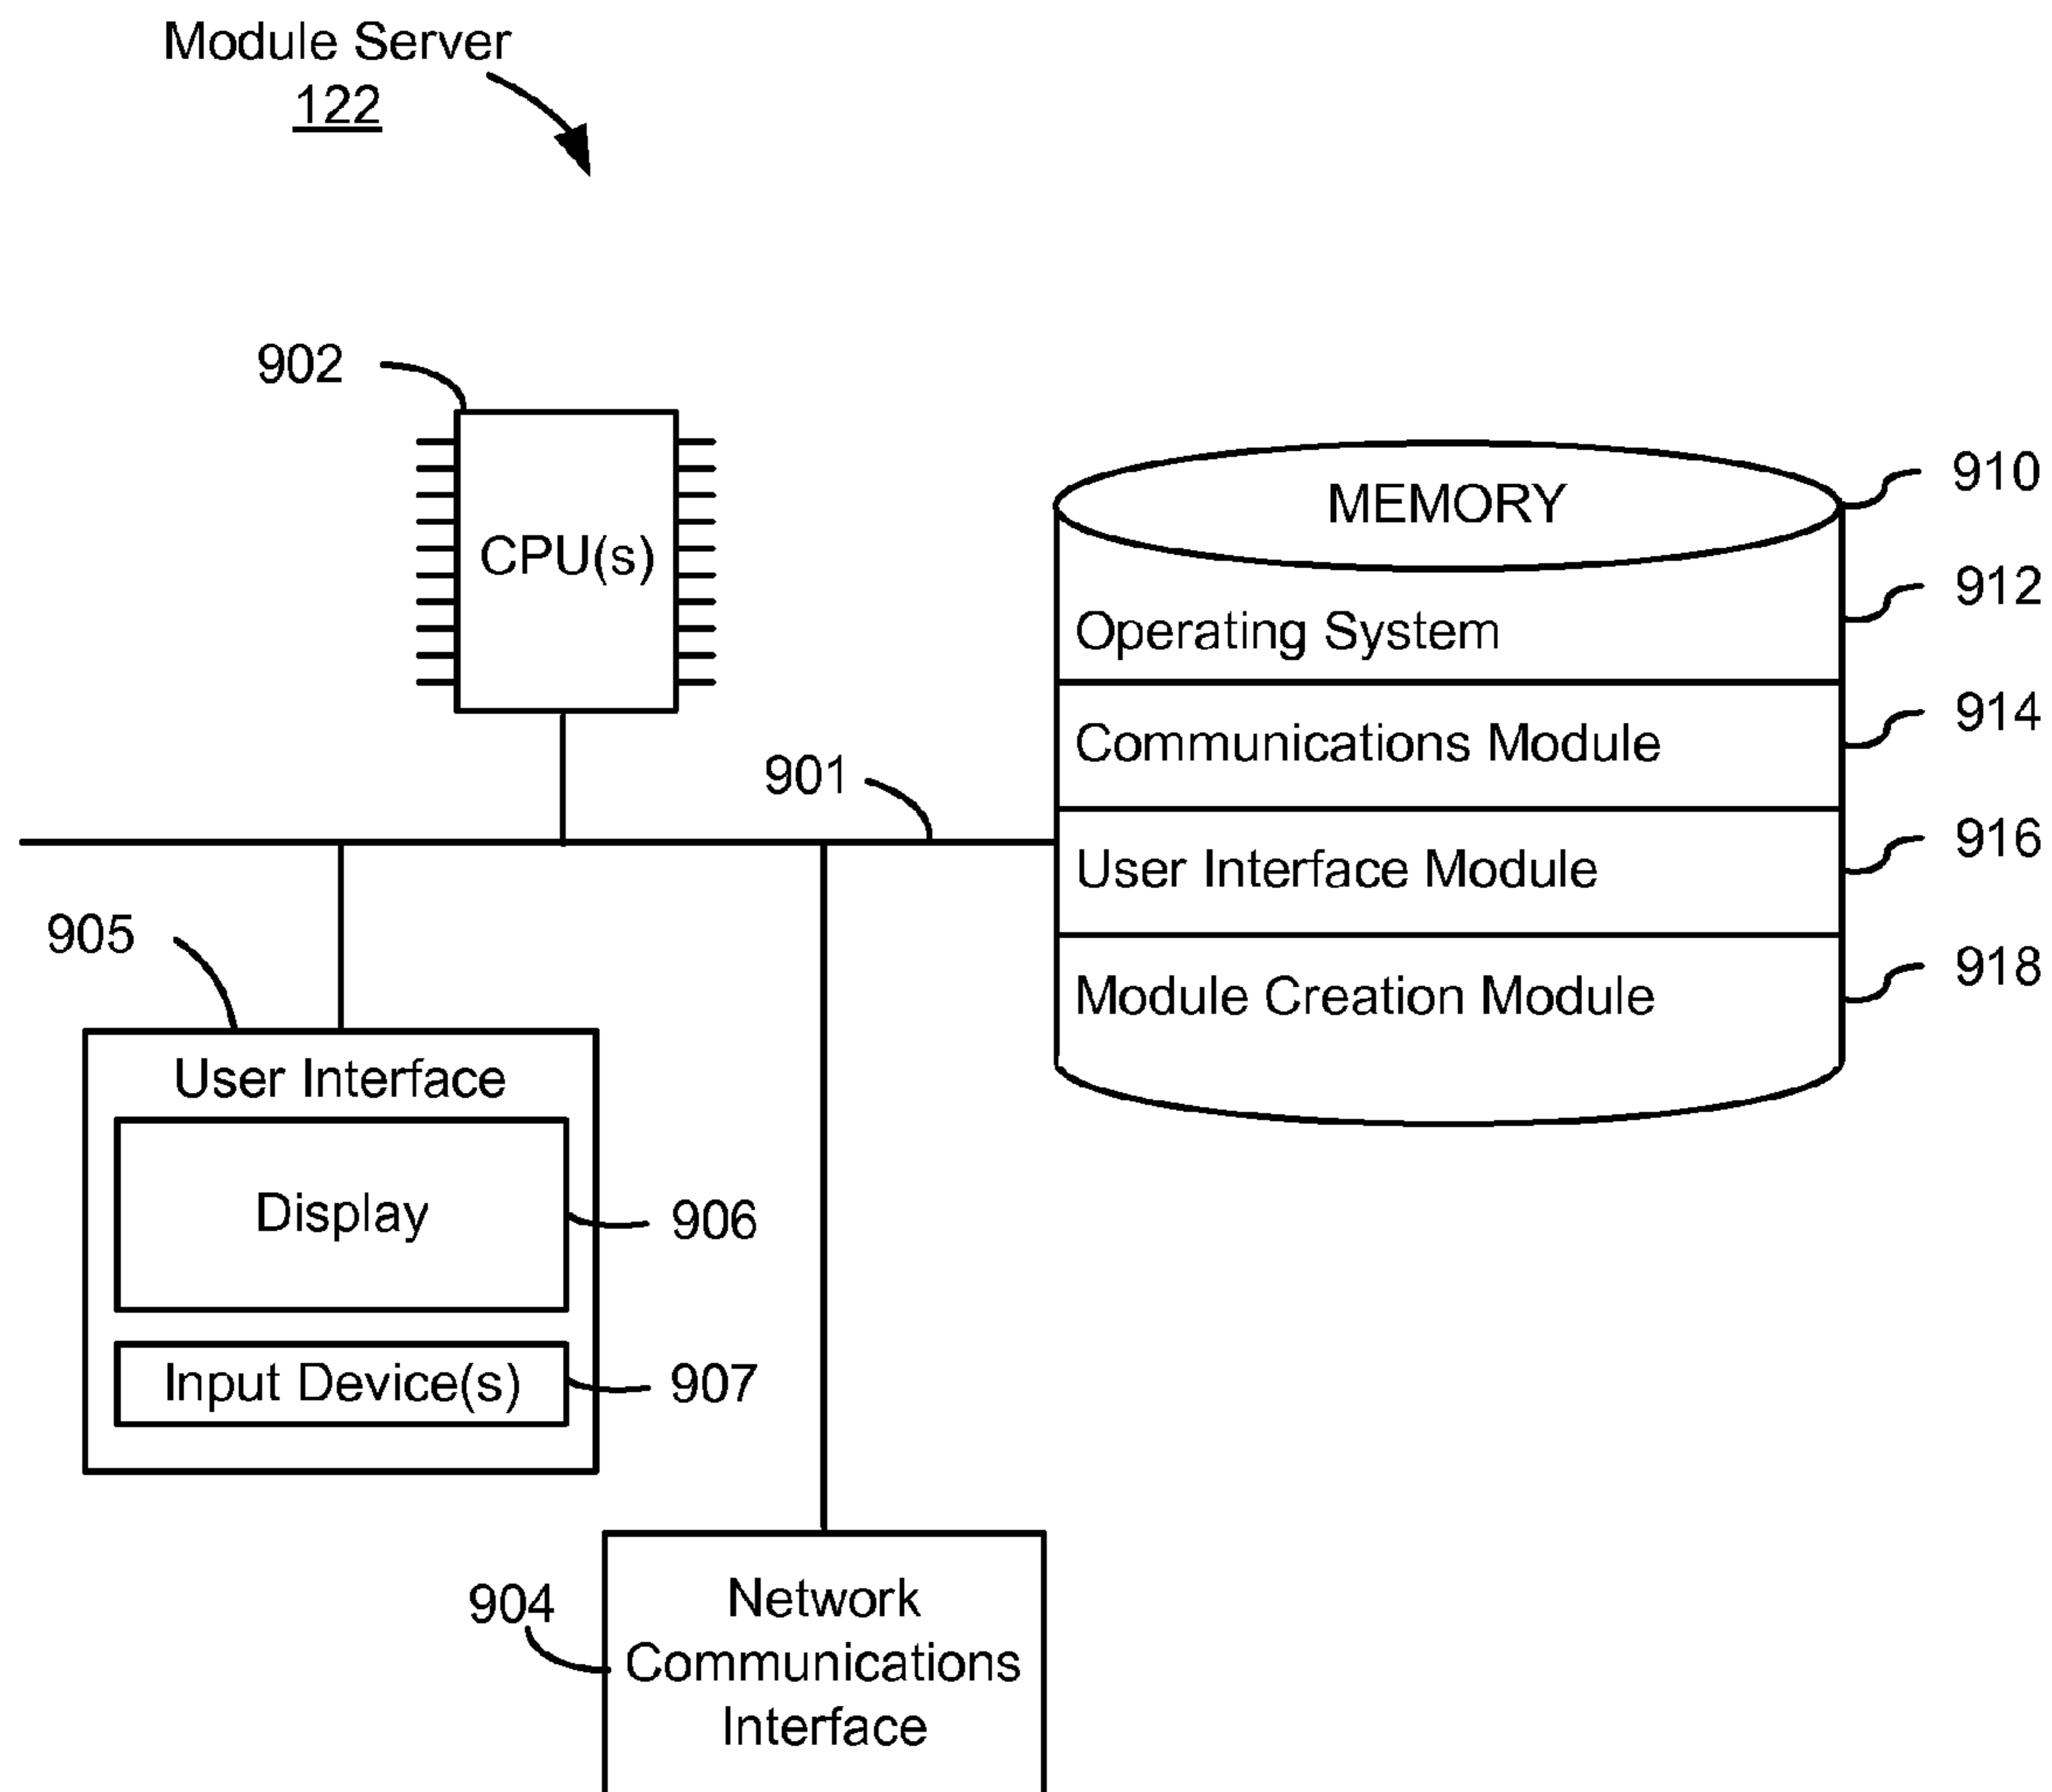 Module Server
122
902
CPU(s)
MEMORY
910
912
Operating System
914
Communications Module
901
916
User Interface Module
905
918
Module Creation Module
User Interface
Display
906
Input Device(s)
907
904
Network
Communications
Interface